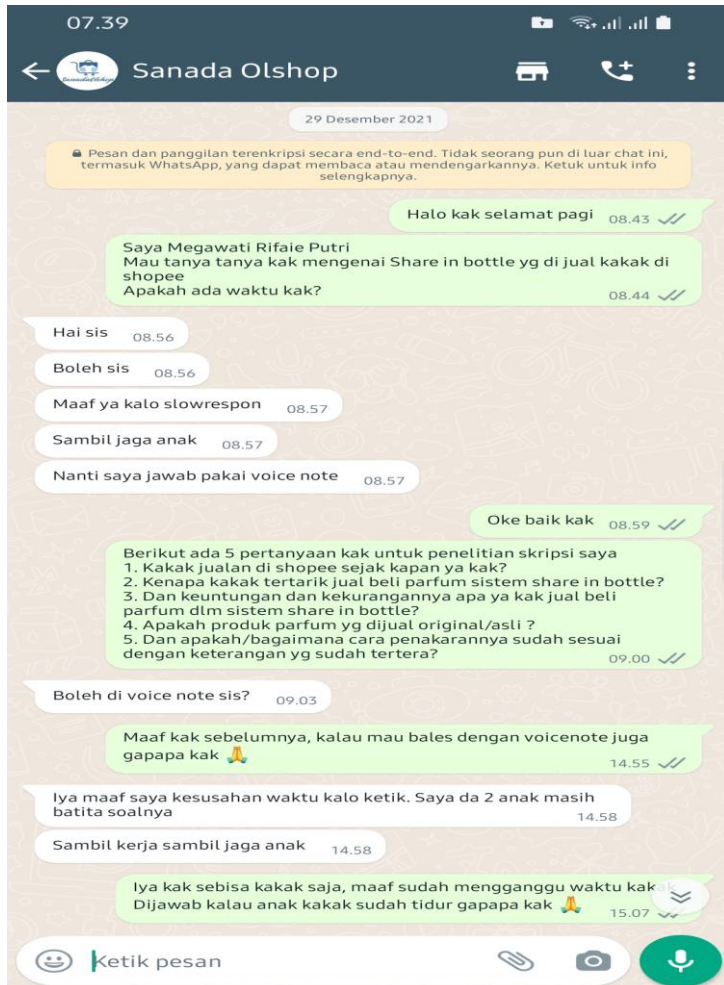 07.39
Sanada Olshop
29 Desember 2021
Pesan dan panggilan terenkripsi secara end-to-end. Tidak seorang pun di luar chat ini,
termasuk WhatsApp, yang dapat membaca atau mendengarkannya. Ketuk untuk info
selengkapnya.
Halo kak selamat pagi 08.43
Saya Megawati Rifaie Putri
Mau tanya tanya kak mengenai Share in bottle yg di jual kakak di
shopee
Apakah ada waktu kak?
08.44
Hai sis 08.56
Boleh sis 08.56
Maaf ya kalo slowrespon 08.57
Sambil jaga anak 08.57
Nanti saya jawab pakai voice note 08.57
Oke baik kak 08.59
Berikut ada 5 pertanyaan kak untuk penelitian skripsi saya
1. Kakak jualan di shopee sejak kapan ya kak?
2. Kenapa kakak tertarik jual beli parfum sistem share in bottle?
3. Dan keuntungan dan kekurangannya apa ya kak jual beli
parfum dlm sistem share in bottle?
4. Apakah produk parfum yg dijual original/asli ?
5. Dan apakah/bagaimana cara penakarannya sudah sesuai
dengan keterangan yg sudah tertera?
09.00
Boleh di voice note sis? 09.03
Maaf kak sebelumnya, kalau mau bales dengan voicenote juga
gapapa kak 🙏
14.55
Iya maaf saya kesusahan waktu kalo ketik. Saya da 2 anak masih
batita soalnya
14.58
Sambil kerja sambil jaga anak 14.58
Iya kak sebisa kakak saja, maaf sudah mengganggu waktu kakak
Dijawab kalau anak kakak sudah tidur gapapa kak 🙏
15.07
Ketik pesan